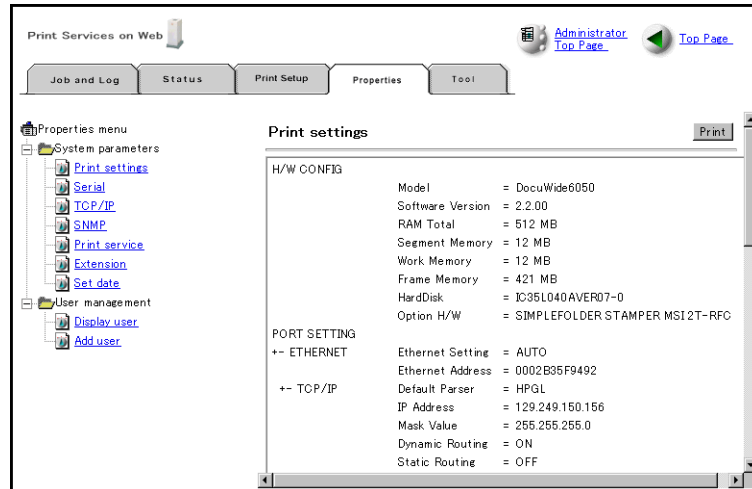 Print Services on Web
Administrator
Top Page
Top Page
Job and Log
Status
Print Setup
Properties
Tool
Properties menu
System parameters
Print settings
Serial
TCP/IP
SNMP
Print service
Extension
Set date
User management
Display user
Add user
Print settings
Print
H/W CONFIG
Model = DocuWide6050
Software Version = 2.2.00
RAM Total = 512 MB
Segment Memory = 12 MB
Work Memory = 12 MB
Frame Memory = 421 MB
HardDisk = IC35L040AVER07-0
Option H/W = SIMPLEFOLDER STAMPER MSI 2T-RFC
PORT SETTING
+- ETHERNET Ethernet Setting = AUTO
Ethernet Address = 0002B35F9492
+- TCP/IP Default Parser = HPGL
IP Address = 129.249.150.156
Mask Value = 255.255.255.0
Dynamic Routing = ON
Static Routing = OFF